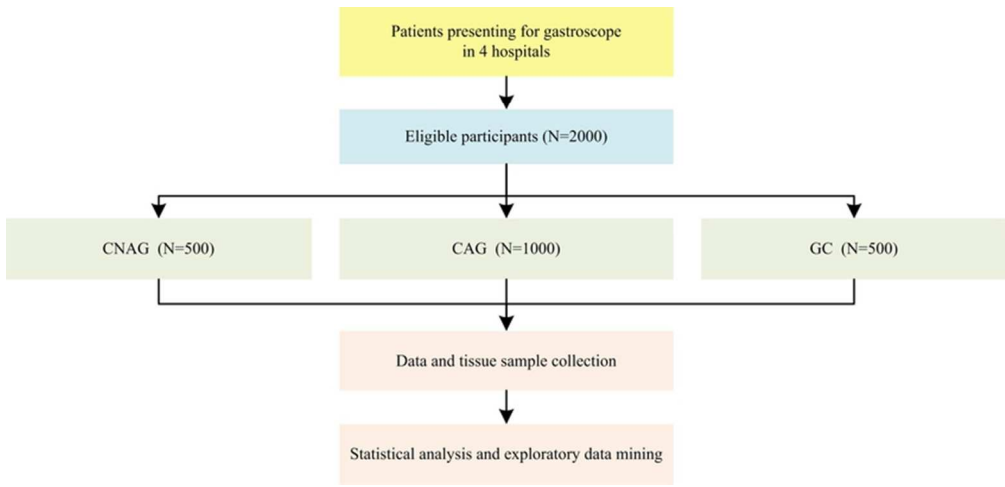 Patients presenting for gastroscope
in 4 hospitals
Eligible participants (N=2000)
CNAG (N=500)
CAG (N=1000)
GC (N=500)
Data and tissue sample collection
Statistical analysis and exploratory data mining